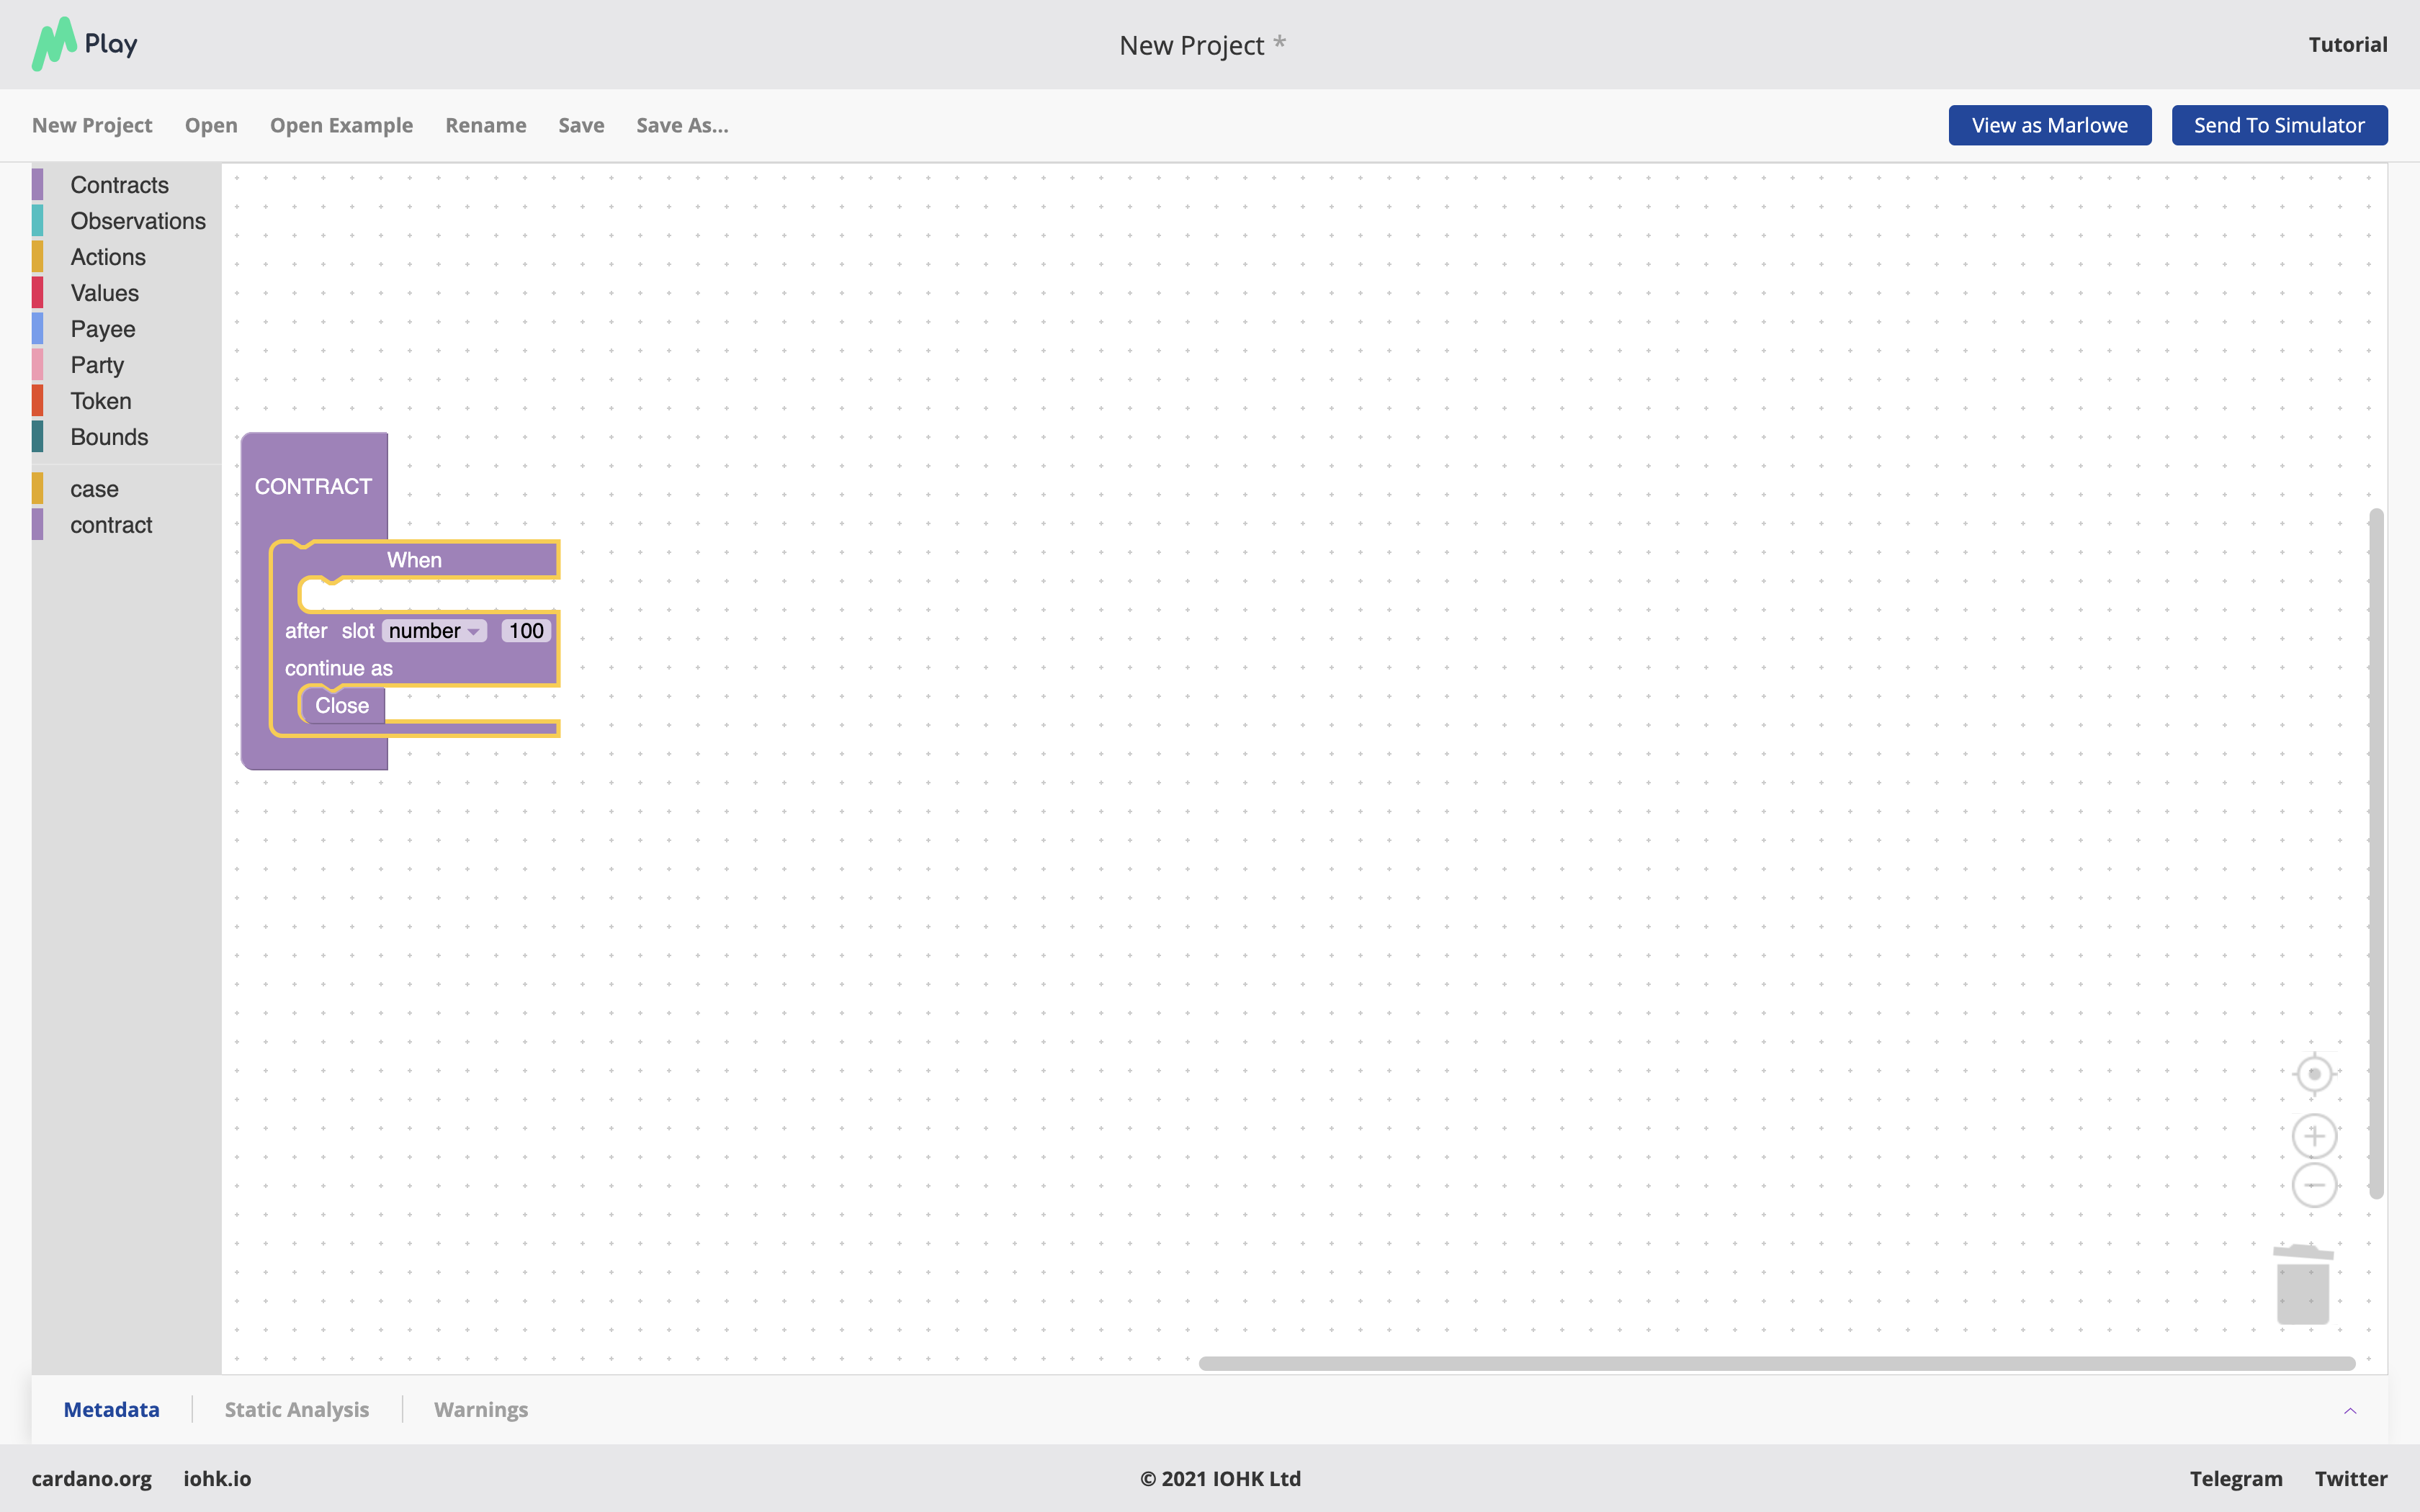 Play
New Project *
Tutorial
New Project Open Open Example Rename Save Save As...
View as Marlowe
Send To Simulator
Contracts
Observations
Actions
Values
Payee
Party
Token
Bounds
case
contract
CONTRACT
When
after slot number 100
continue as
Close
Metadata
Static Analysis
Warnings
cardano.org iohk.io
© 2021 IOHK Ltd
Telegram Twitter